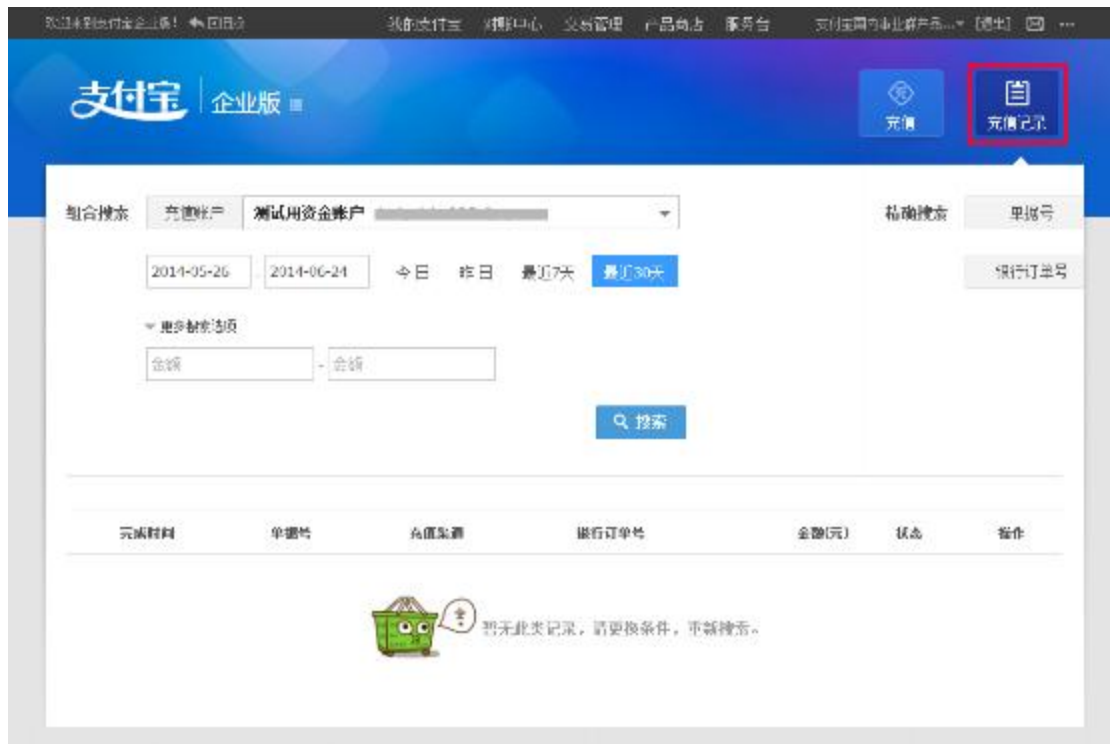 欢迎来到支付宝企业版! 回旧版 我的支付宝 对账中心 交易管理 产品商店 服务台 支付宝国内事业群产品... [退出] ...
支付宝 企业版
充值 充值记录
组合搜索 充值账户 测试用资金账户 精确搜索 单据号
2014-05-26 - 2014-06-24 今日 昨日 最近7天 最近30天 银行订单号
更多搜索选项
金额 - 金额
搜索
完成时间 单据号 充值渠道 银行订单号 金额(元) 状态 操作
暂无此类记录,请更换条件,重新搜索。